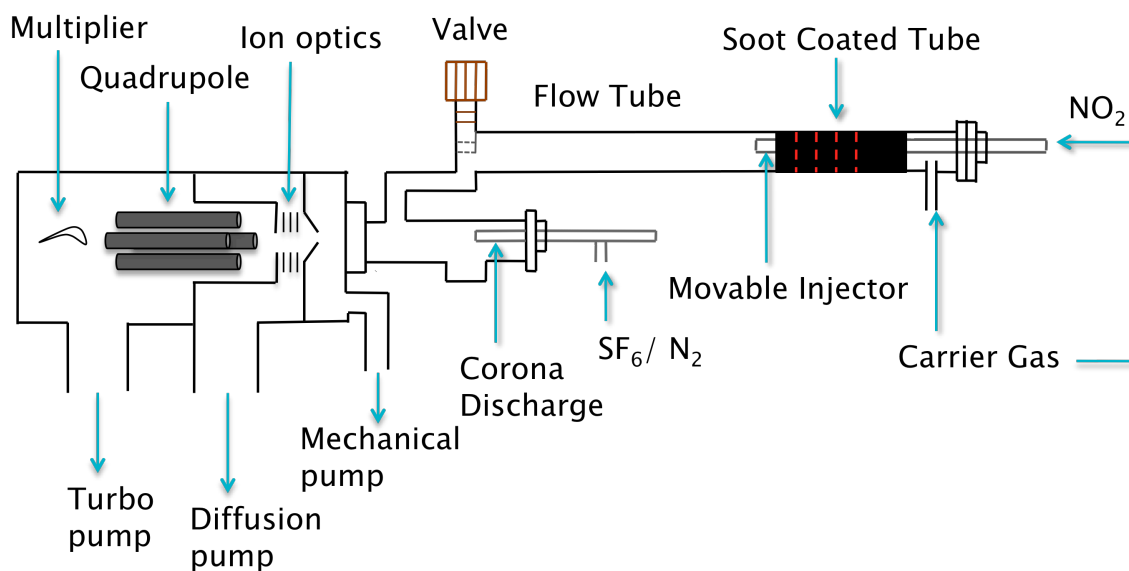 Multiplier
Ion optics
Valve
Soot Coated Tube
Quadrupole
Flow Tube
NO₂
Movable Injector
SF₆/ N₂
Carrier Gas
Corona
Discharge
Mechanical
pump
Turbo
pump
Diffusion
pump